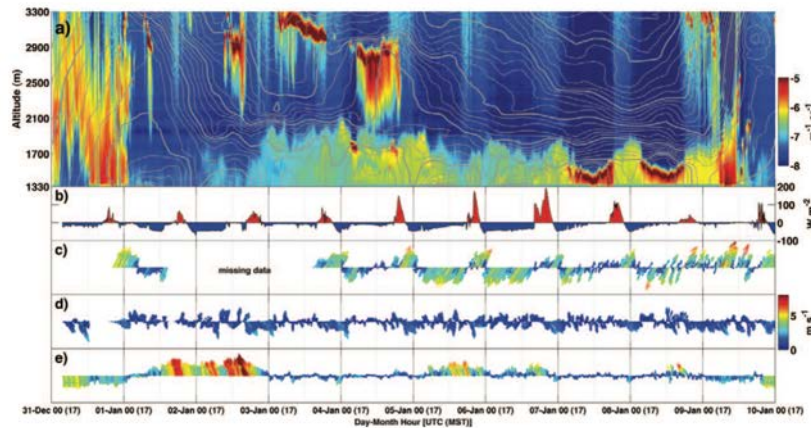 3300
a)
2900
2500
2100
1700
1330
Altitude (m)
-5
-6
-7
-8
b)
200
100
0
-100
W m-2
c)
missing data
d)
5
0
m s-1
e)
31-Dec 00 (17) 01-Jan 00 (17) 02-Jan 00 (17) 03-Jan 00 (17) 04-Jan 00 (17) 05-Jan 00 (17) 06-Jan 00 (17) 07-Jan 00 (17) 08-Jan 00 (17) 09-Jan 00 (17) 10-Jan 00 (17)
Day-Month Hour [UTC (MST)]